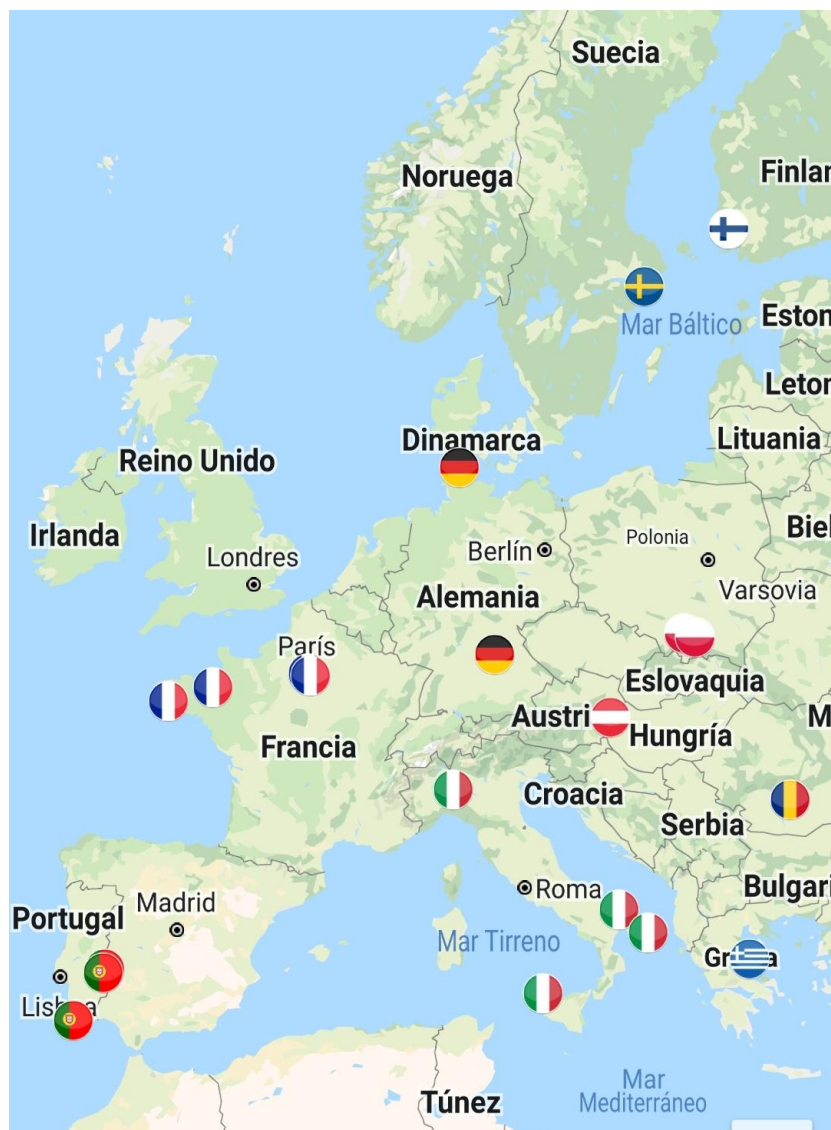 Suecia
Noruega
Finlan
Mar Báltico
Eston
Leton
Dinamarca
Lituania
Reino Unido
Irlanda
Londres
Berlín
Polonia
Biel
Varsovia
Alemania
París
Eslovaquia
Austri
Hungría
M
Francia
Croacia
Serbia
Bulgari
Roma
Madrid
Portugal
Mar Tirreno
Gr a
Lisb a
Mar
Mediterráneo
Túnez